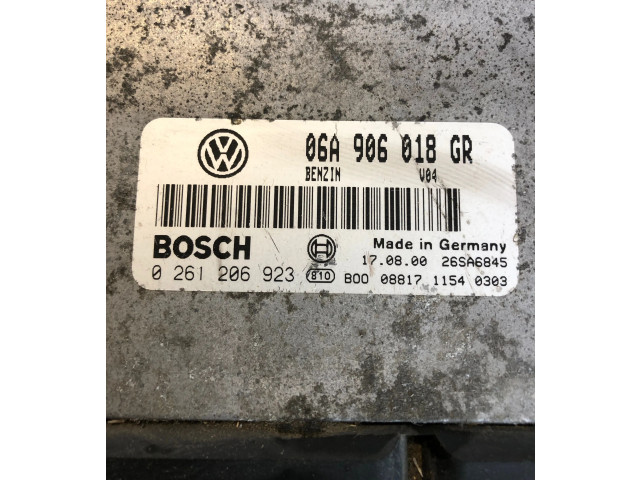 06A 906 018 GR
BENZIN V04
BOSCH Made in Germany
17.08.00 26SA6845
0 261 206 923 810 B00 08817 1154 0303